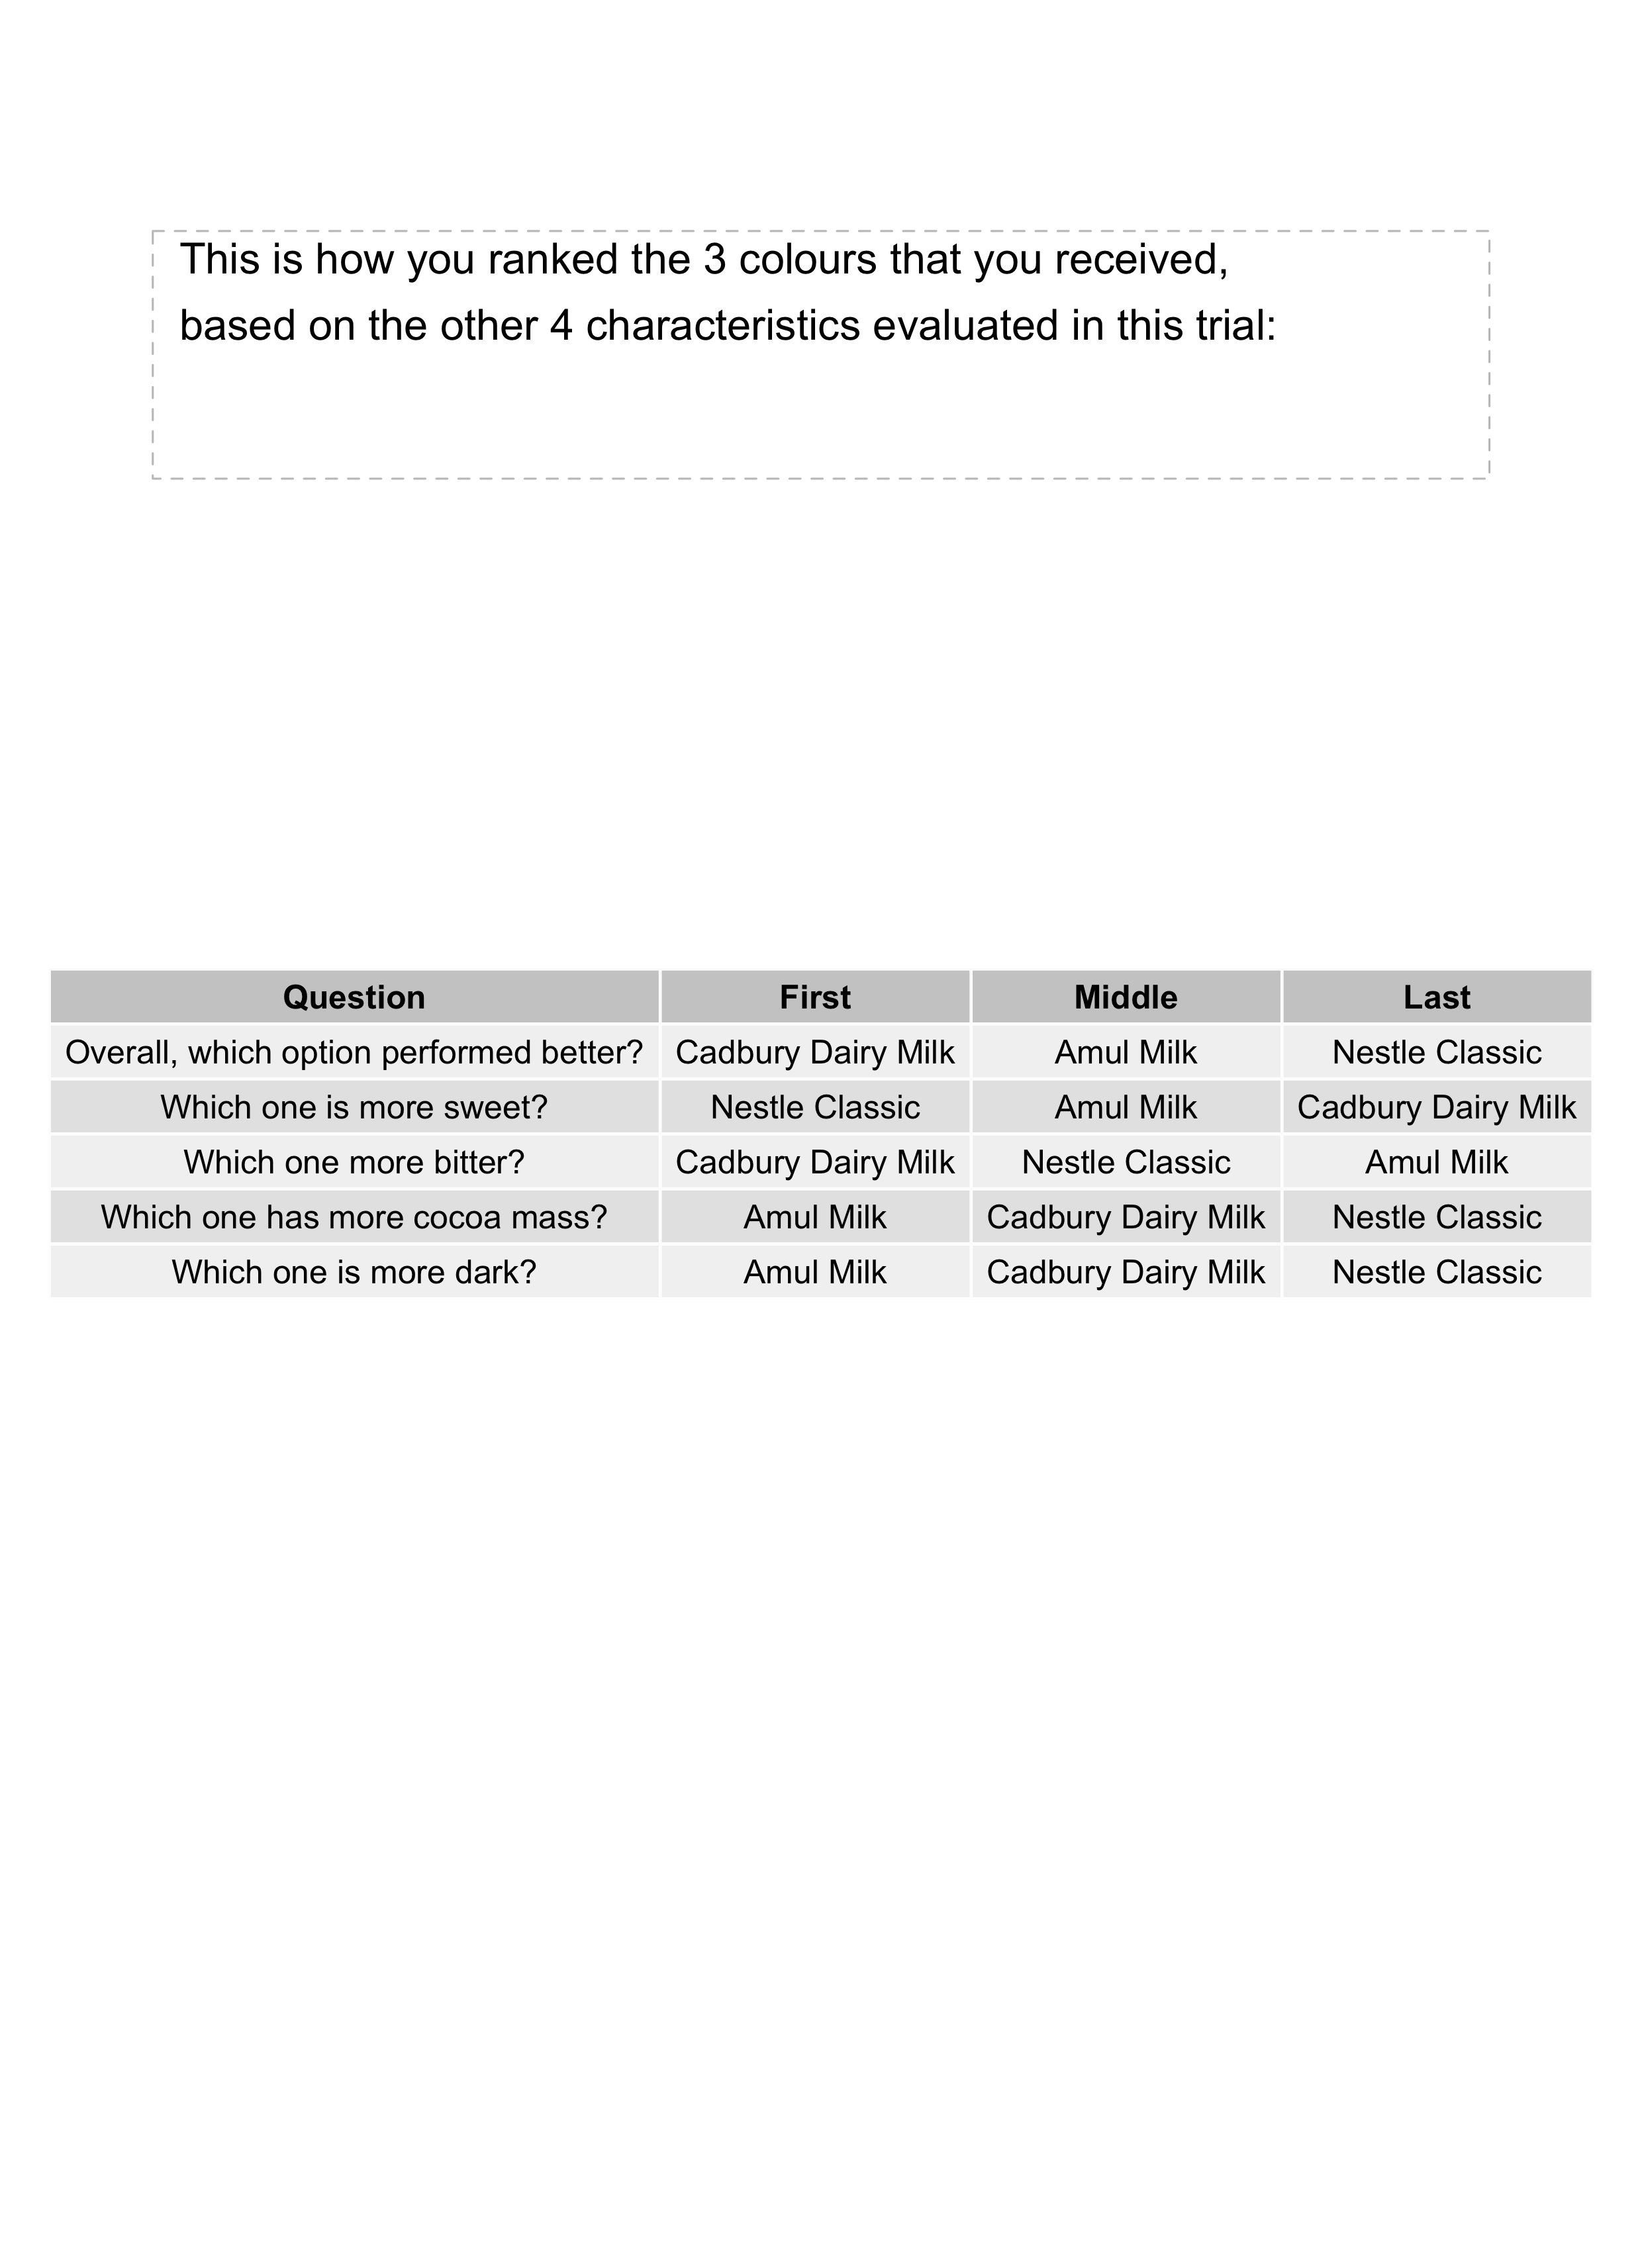 This is how you ranked the 3 colours that you received,
based on the other 4 characteristics evaluated in this trial:
Question First Middle Last
Overall, which option performed better? Cadbury Dairy Milk Amul Milk Nestle Classic
Which one is more sweet? Nestle Classic Amul Milk Cadbury Dairy Milk
Which one more bitter? Cadbury Dairy Milk Nestle Classic Amul Milk
Which one has more cocoa mass? Amul Milk Cadbury Dairy Milk Nestle Classic
Which one is more dark? Amul Milk Cadbury Dairy Milk Nestle Classic